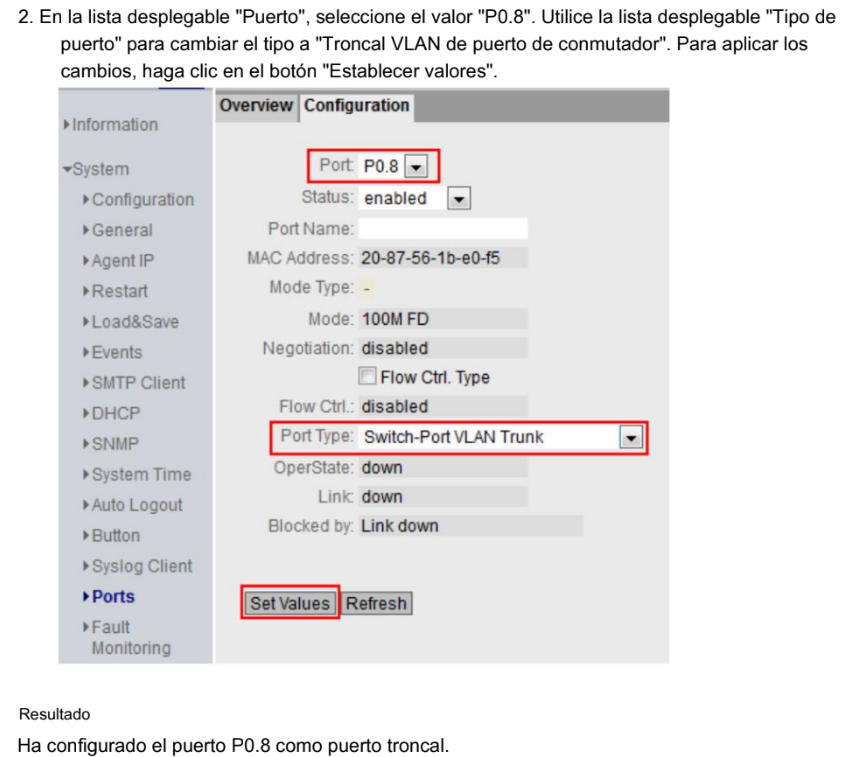 2. En la lista desplegable "Puerto", seleccione el valor "P0.8". Utilice la lista desplegable "Tipo de
puerto" para cambiar el tipo a "Troncal VLAN de puerto de conmutador". Para aplicar los
cambios, haga clic en el botón "Establecer valores".
Information
System
Configuration
General
Agent IP
Restart
Load&Save
Events
SMTP Client
DHCP
SNMP
System Time
Auto Logout
Button
Syslog Client
Ports
Fault
Monitoring
Overview Configuration
Port: P0.8
Status: enabled
Port Name:
MAC Address: 20-87-56-1b-e0-f5
Mode Type: -
Mode: 100M FD
Negotiation: disabled
Flow Ctrl. Type
Flow Ctrl.: disabled
Port Type: Switch-Port VLAN Trunk
OperState: down
Link: down
Blocked by: Link down
Set Values Refresh
Resultado
Ha configurado el puerto P0.8 como puerto troncal.